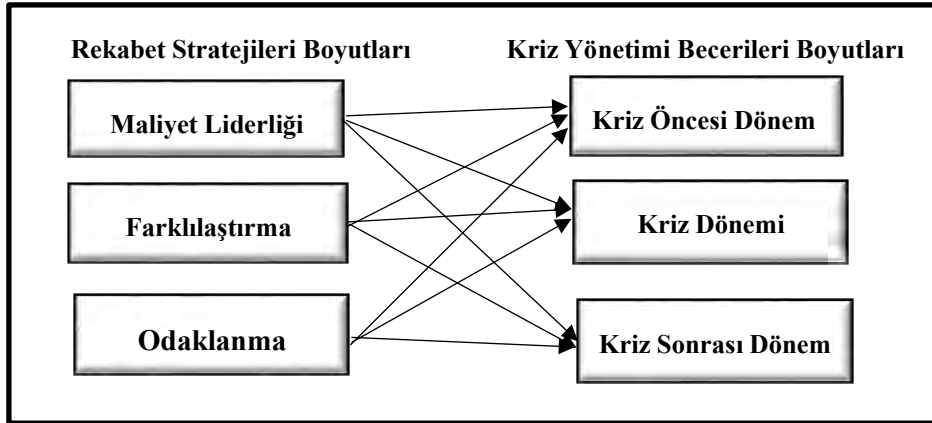 Rekabet Stratejileri Boyutları
Kriz Yönetimi Becerileri Boyutları
Maliyet Liderliği
Kriz Öncesi Dönem
Farklılaştırma
Kriz Dönemi
Odaklanma
Kriz Sonrası Dönem